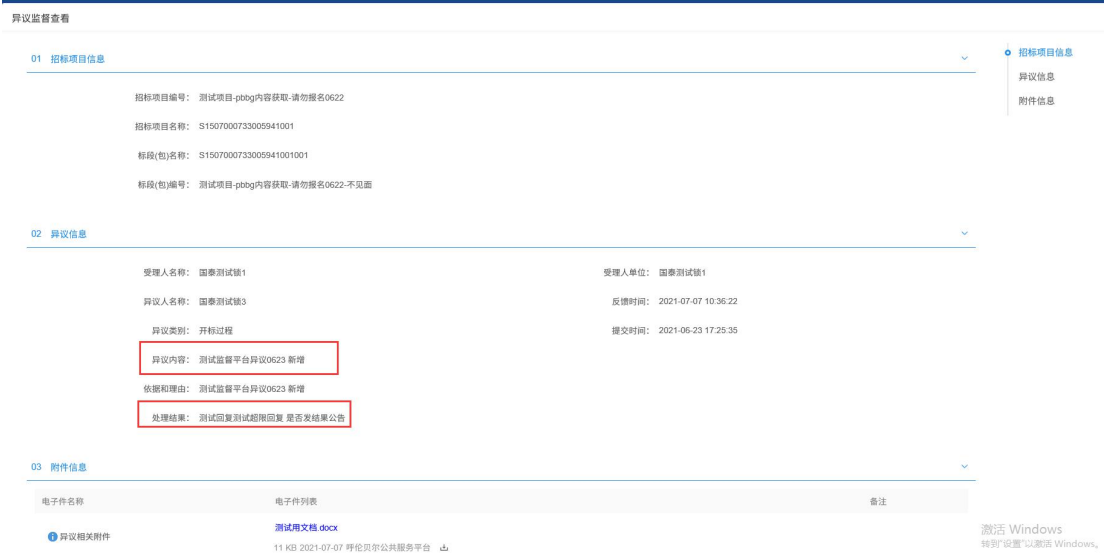 异议监督查看
01 招标项目信息
招标项目信息
异议信息
附件信息
招标项目编号： 测试项目-pbbg内容获取-请勿报名0622
招标项目名称： S1507000733005941001
标段(包)名称： S1507000733005941001001
标段(包)编号： 测试项目-pbbg内容获取-请勿报名0622-不见面
02 异议信息
受理人名称： 国泰测试锁1 受理人单位： 国泰测试锁1
异议人名称： 国泰测试锁3 反馈时间： 2021-07-07 10:36:22
异议类别： 开标过程 提交时间： 2021-06-23 17:25:35
异议内容： 测试监督平台异议0623 新增
依据和理由： 测试监督平台异议0623 新增
处理结果： 测试回复测试超限回复 是否发结果公告
03 附件信息
电子件名称 电子件列表 备注
异议相关附件
测试用文档.docx
11 KB 2021-07-07 呼伦贝尔公共服务平台
激活 Windows
转到"设置"以激活 Windows。